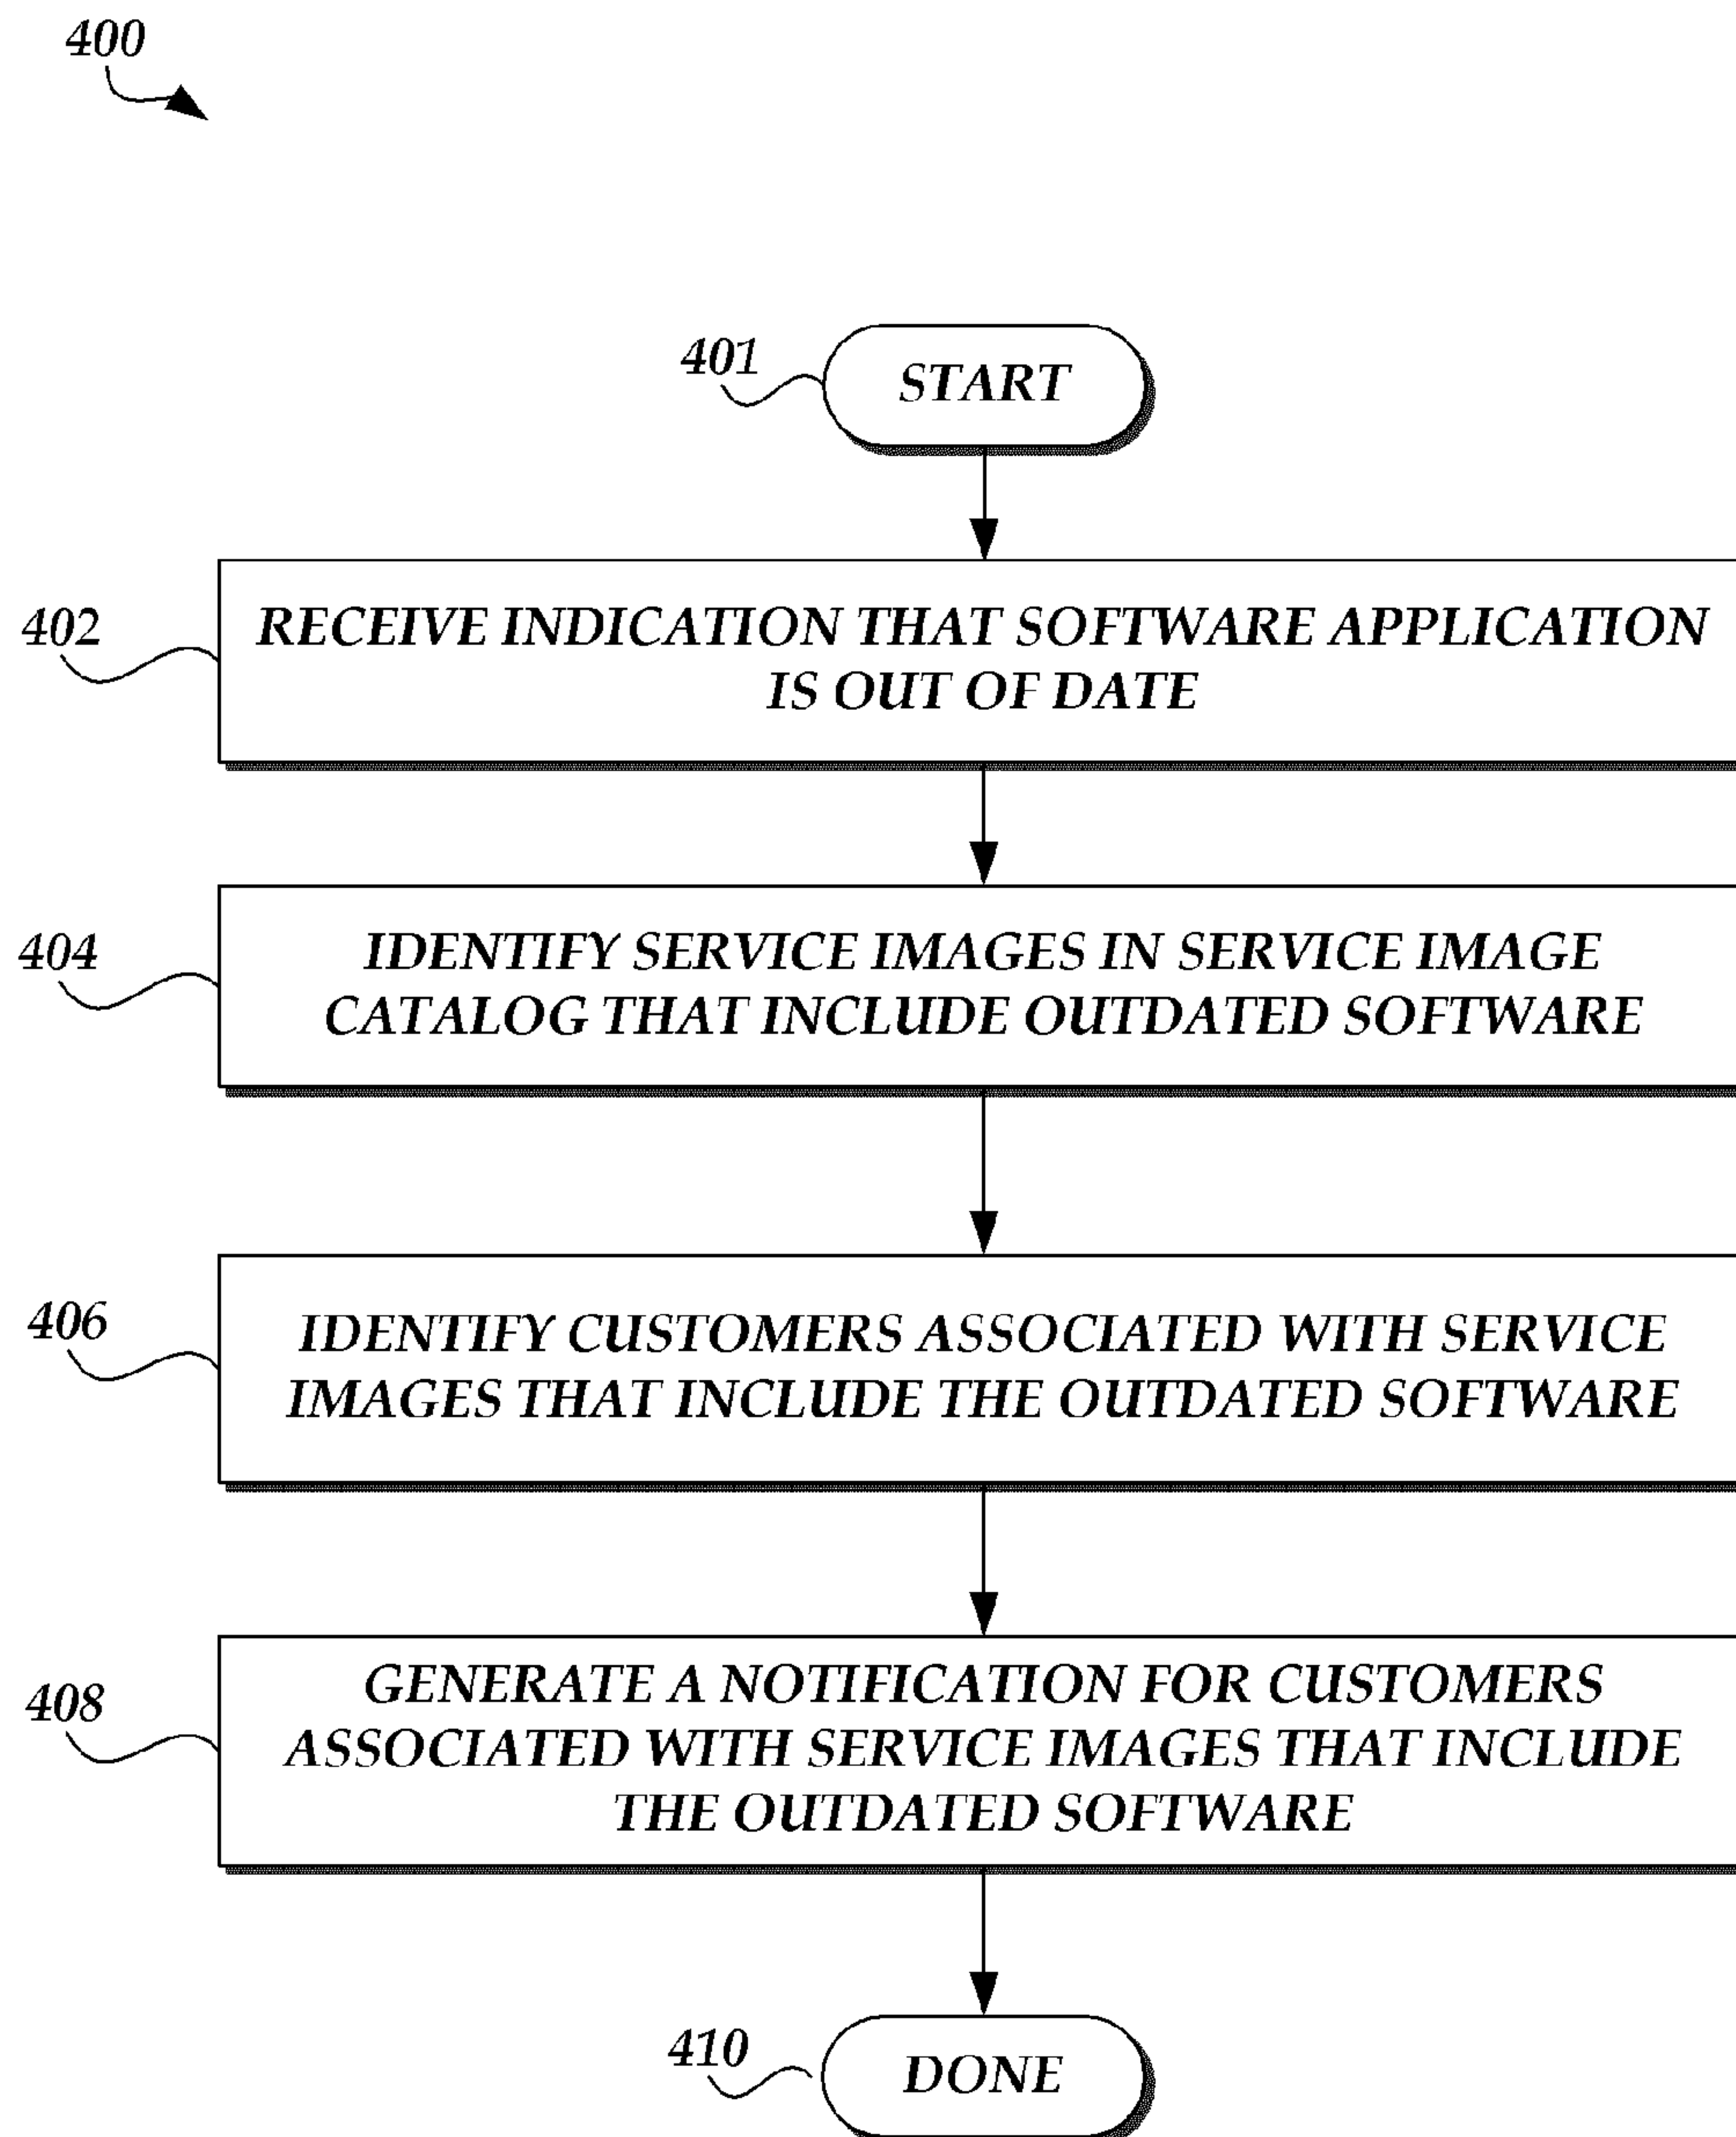 400
401
START
402
RECEIVE INDICATION THAT SOFTWARE APPLICATION
IS OUT OF DATE
404
IDENTIFY SERVICE IMAGES IN SERVICE IMAGE
CATALOG THAT INCLUDE OUTDATED SOFTWARE
406
IDENTIFY CUSTOMERS ASSOCIATED WITH SERVICE
IMAGES THAT INCLUDE THE OUTDATED SOFTWARE
408
GENERATE A NOTIFICATION FOR CUSTOMERS
ASSOCIATED WITH SERVICE IMAGES THAT INCLUDE
THE OUTDATED SOFTWARE
410
DONE